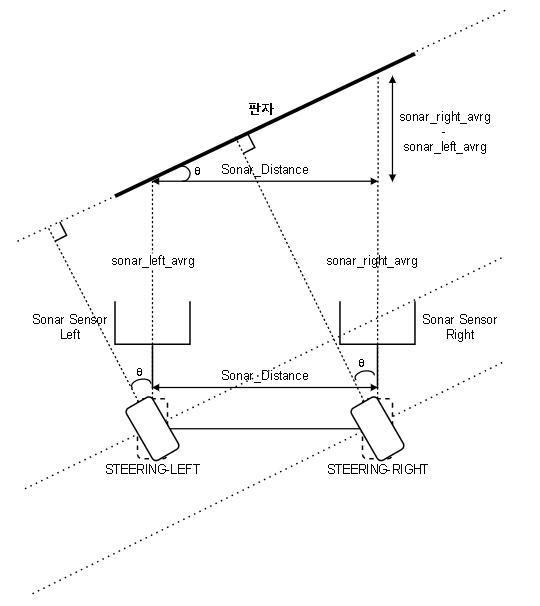 판자
sonar_right_avrg
-
sonar_left_avrg
θ
Sonar_Distance
sonar_left_avrg
sonar_right_avrg
Sonar Sensor
Left
Sonar Sensor
Right
θ
θ
Sonar_Distance
STEERING-LEFT
STEERING-RIGHT